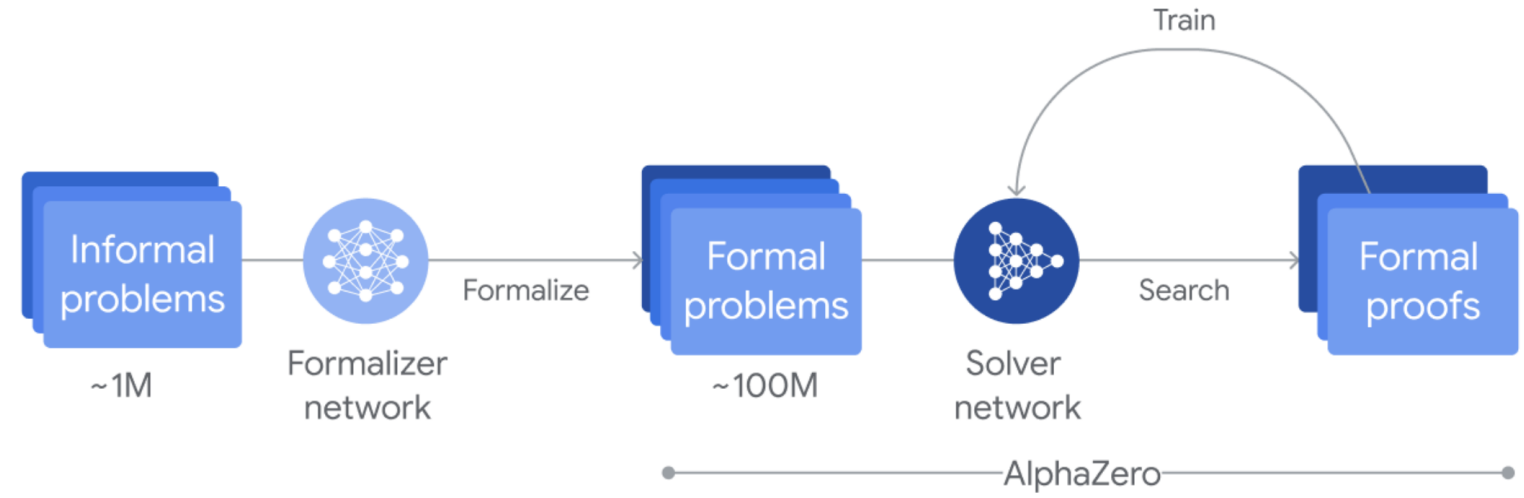 Train
Informal
problems
~1M
Formalizer
network
Formalize
Formal
problems
~100M
Solver
network
Search
Formal
proofs
AlphaZero